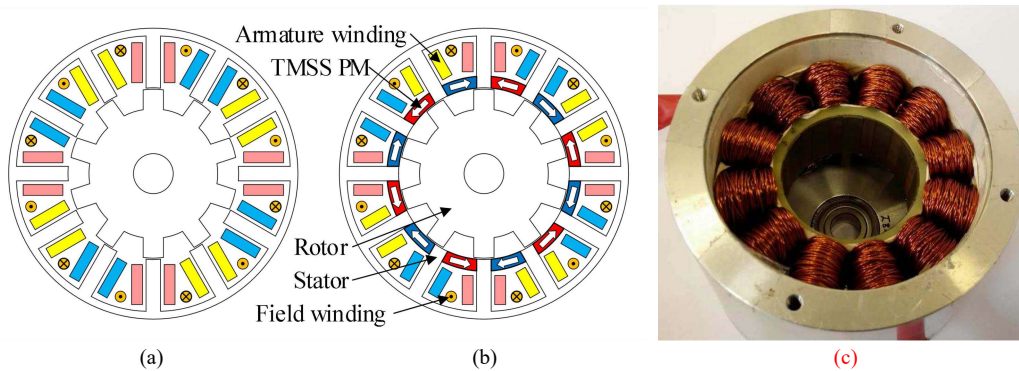 Armature winding
TMSS PM
Rotor
Stator
Field winding
(a)
(b)
(c)